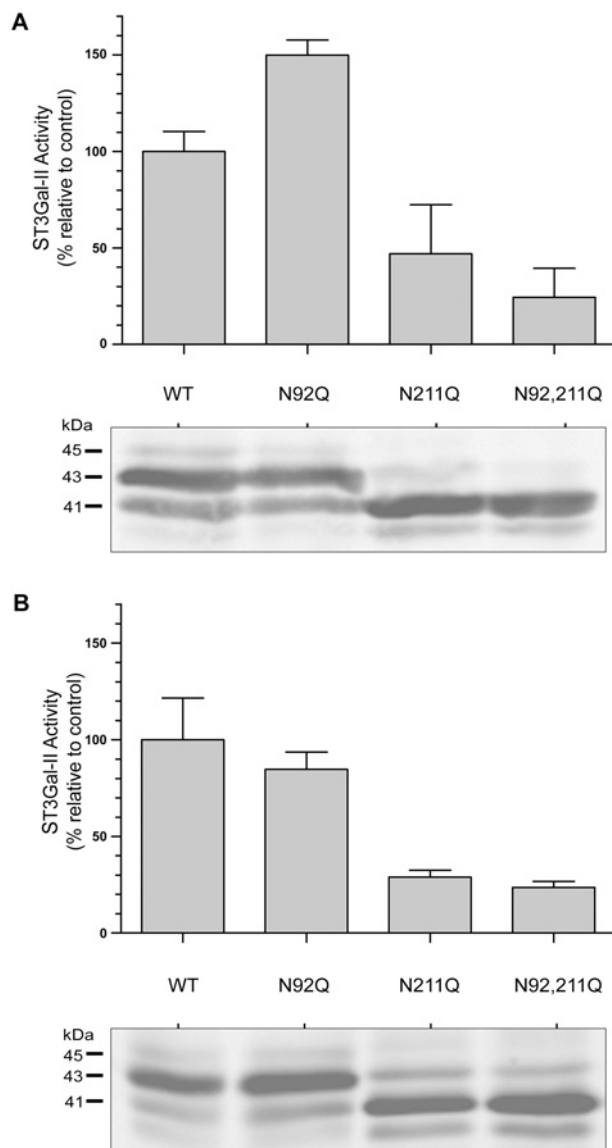 A
ST3Gal-II Activity
(% relative to control)
150
100
50
0
WT N92Q N211Q N92,211Q
kDa
45
43
41
B
ST3Gal-II Activity
(% relative to control)
150
100
50
0
WT N92Q N211Q N92,211Q
kDa
45
43
41